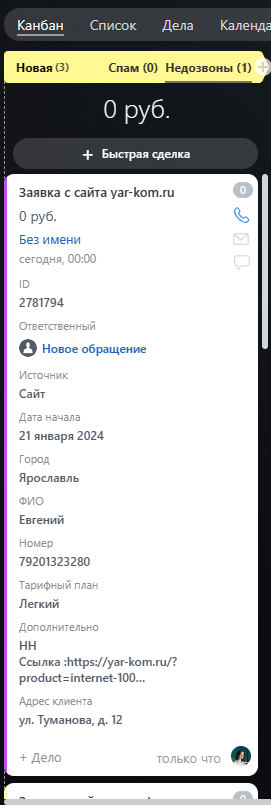 Канбан Список Дела Календа
Новая (3) Спам (0) Недозвоны (1)
0 руб.
+ Быстрая сделка
Заявка с сайта yar-kom.ru 0
0 руб.
Без имени
сегодня, 00:00
ID
2781794
Ответственный
Новое обращение
Источник
Сайт
Дата начала
21 января 2024
Город
Ярославль
ФИО
Евгений
Номер
79201323280
Тарифный план
Легкий
Дополнительно
НН
Ссылка :https://yar-kom.ru/?
product=internet-100...
Адрес клиента
ул. Туманова, д. 12
+ Дело только что